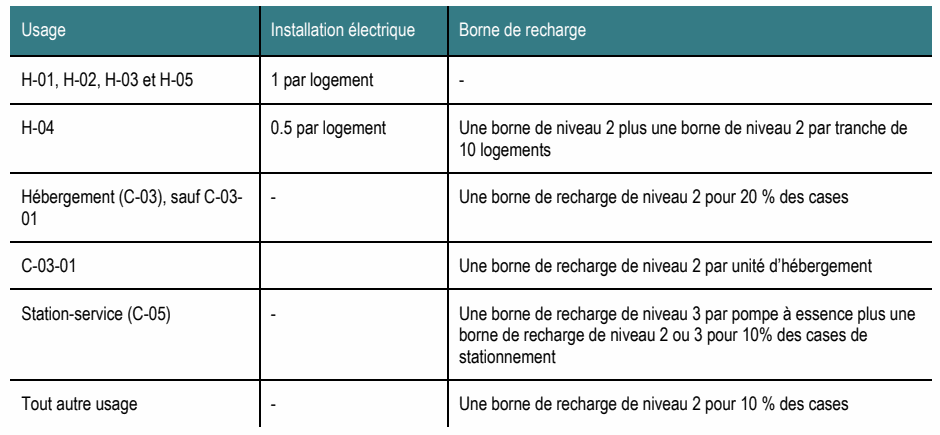 Usage Installation électrique Borne de recharge
H-01, H-02, H-03 et H-05 1 par logement -
H-04 0.5 par logement Une borne de niveau 2 plus une borne de niveau 2 par tranche de
10 logements
Hébergement (C-03), sauf C-03- - Une borne de recharge de niveau 2 pour 20 % des cases
01
C-03-01 Une borne de recharge de niveau 2 par unité d'hébergement
Station-service (C-05) - Une borne de recharge de niveau 3 par pompe à essence plus une
borne de recharge de niveau 2 ou 3 pour 10% des cases de
stationnement
Tout autre usage - Une borne de recharge de niveau 2 pour 10 % des cases